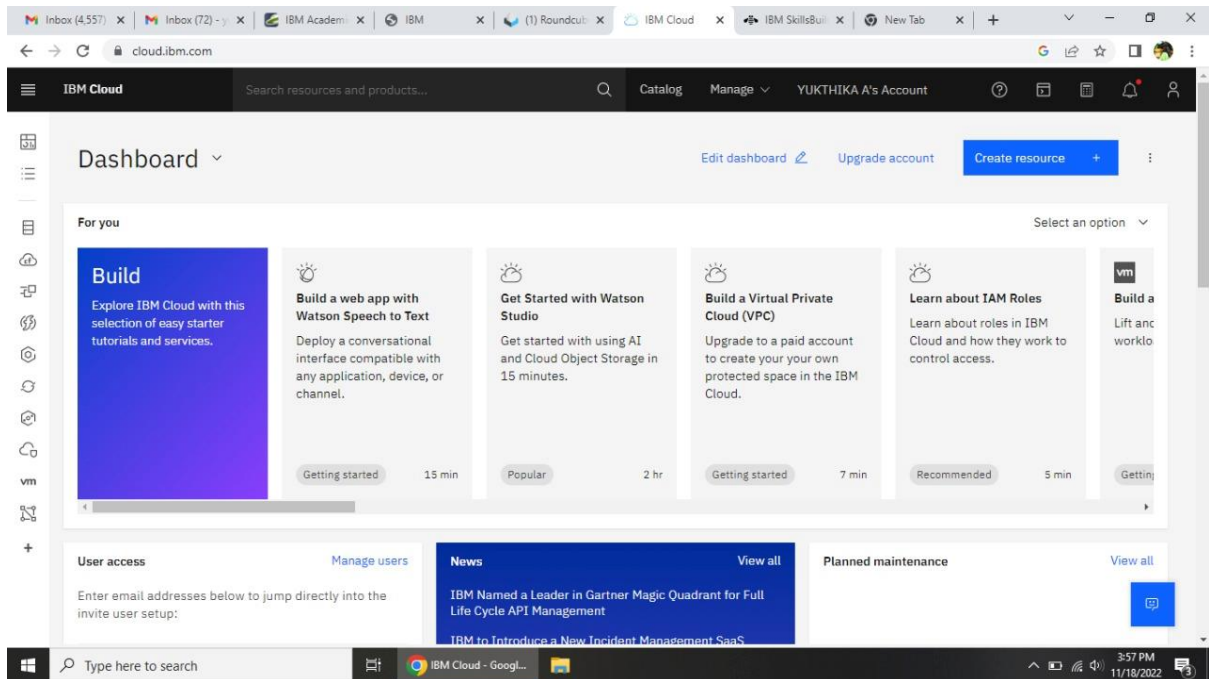 Inbox (4,557)
Inbox (72) - y
IBM Academ
IBM
(1) Roundcub
IBM Cloud
IBM SkillsBuil
New Tab
cloud.ibm.com
IBM Cloud
Search resources and products...
Catalog
Manage
YUKTHIKA A's Account
Dashboard
Edit dashboard
Upgrade account
Create resource +
For you
Select an option
Build
Explore IBM Cloud with this
selection of easy starter
tutorials and services.
Build a web app with
Watson Speech to Text
Deploy a conversational
interface compatible with
any application, device, or
channel.
Getting started 15 min
Get Started with Watson
Studio
Get started with using AI
and Cloud Object Storage in
15 minutes.
Popular 2 hr
Build a Virtual Private
Cloud (VPC)
Upgrade to a paid account
to create your your own
protected space in the IBM
Cloud.
Getting started 7 min
Learn about IAM Roles
Learn about roles in IBM
Cloud and how they work to
control access.
Recommended 5 min
vm
Build a
Lift and
worklo
Getting
vm
User access
Manage users
Enter email addresses below to jump directly into the
invite user setup:
News
View all
IBM Named a Leader in Gartner Magic Quadrant for Full
Life Cycle API Management
IBM to Introduce a New Incident Management SaaS
Planned maintenance
View all
Type here to search
IBM Cloud - Googl...
3:57 PM
11/18/2022
3